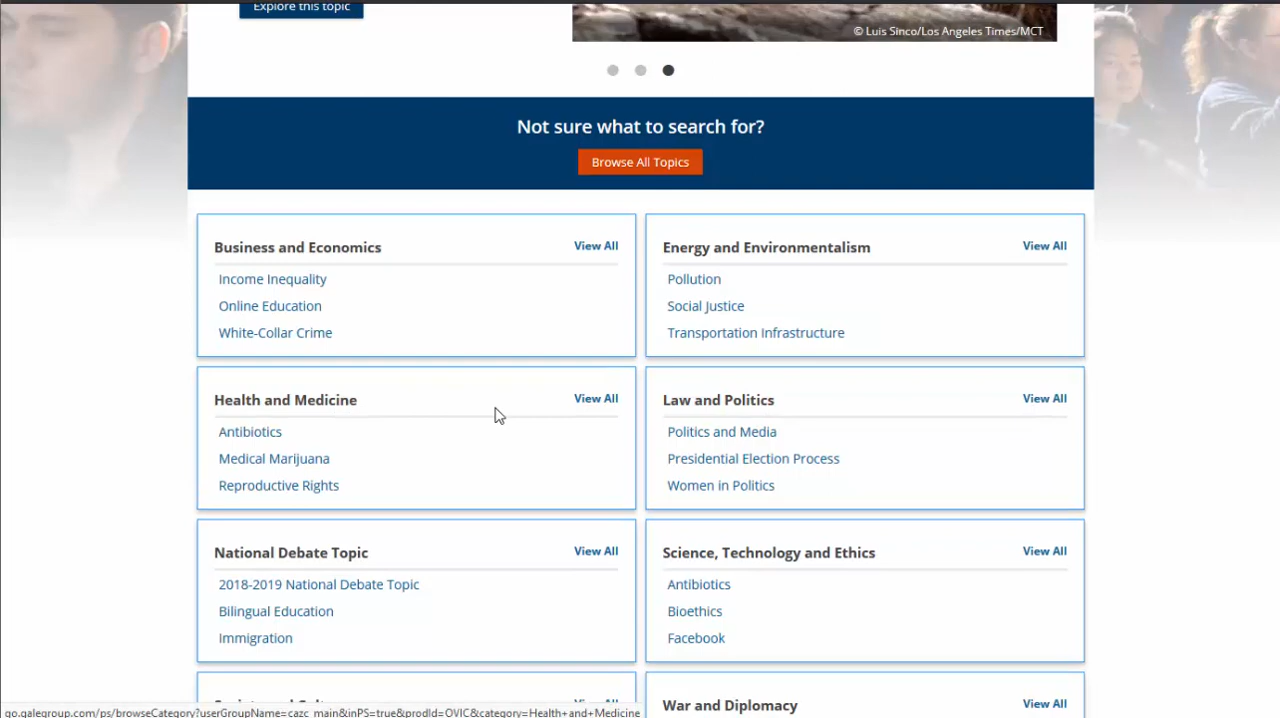 Explore this topic
© Luis Sinco/Los Angeles Times/MCT
Not sure what to search for?
Browse All Topics
Business and Economics View All
Income Inequality
Online Education
White-Collar Crime
Energy and Environmentalism View All
Pollution
Social Justice
Transportation Infrastructure
Health and Medicine View All
Antibiotics
Medical Marijuana
Reproductive Rights
Law and Politics View All
Politics and Media
Presidential Election Process
Women in Politics
National Debate Topic View All
2018-2019 National Debate Topic
Bilingual Education
Immigration
Science, Technology and Ethics View All
Antibiotics
Bioethics
Facebook
View All
War and Diplomacy View All
go.galegroup.com/ps/browseCategory?userGroupName=cazc_main&inPS=true&prodId=OVIC&category=Health+and+Medicine